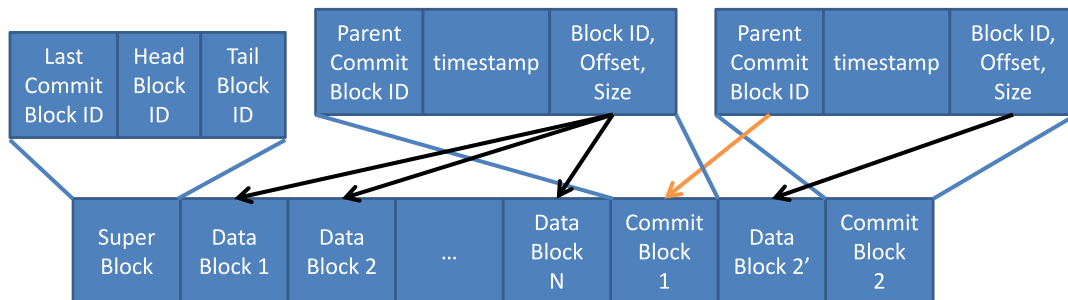 Last
Commit
Block ID
Head
Block
ID
Tail
Block
ID
Parent
Commit
Block ID
timestamp
Block ID,
Offset,
Size
Parent
Commit
Block ID
timestamp
Block ID,
Offset,
Size
Super
Block
Data
Block 1
Data
Block 2
...
Data
Block
N
Commit
Block
1
Data
Block 2’
Commit
Block
2